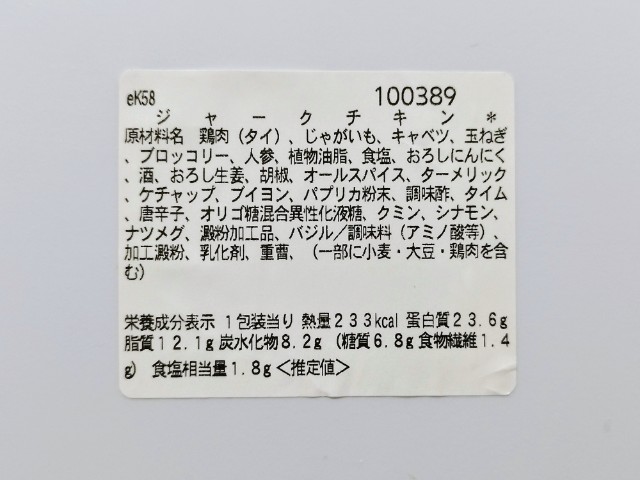 eK58 100389
ジャークチキン＊
原材料名 鶏肉（タイ）、じゃがいも、キャベツ、玉ねぎ
、ブロッコリー、人参、植物油脂、食塩、おろしにんにく
、酒、おろし生姜、胡椒、オールスパイス、ターメリック
、ケチャップ、ブイヨン、パプリカ粉末、調味酢、タイム
、唐辛子、オリゴ糖混合異性化液糖、クミン、シナモン、
ナツメグ、澱粉加工品、バジル／調味料（アミノ酸等）、
加工澱粉、乳化剤、重曹、（一部に小麦・大豆・鶏肉を含
む）
栄養成分表示 1包装当り 熱量233kcal 蛋白質23.6g
脂質12.1g 炭水化物8.2g （糖質6.8g 食物繊維1.4
g） 食塩相当量1.8g＜推定値＞